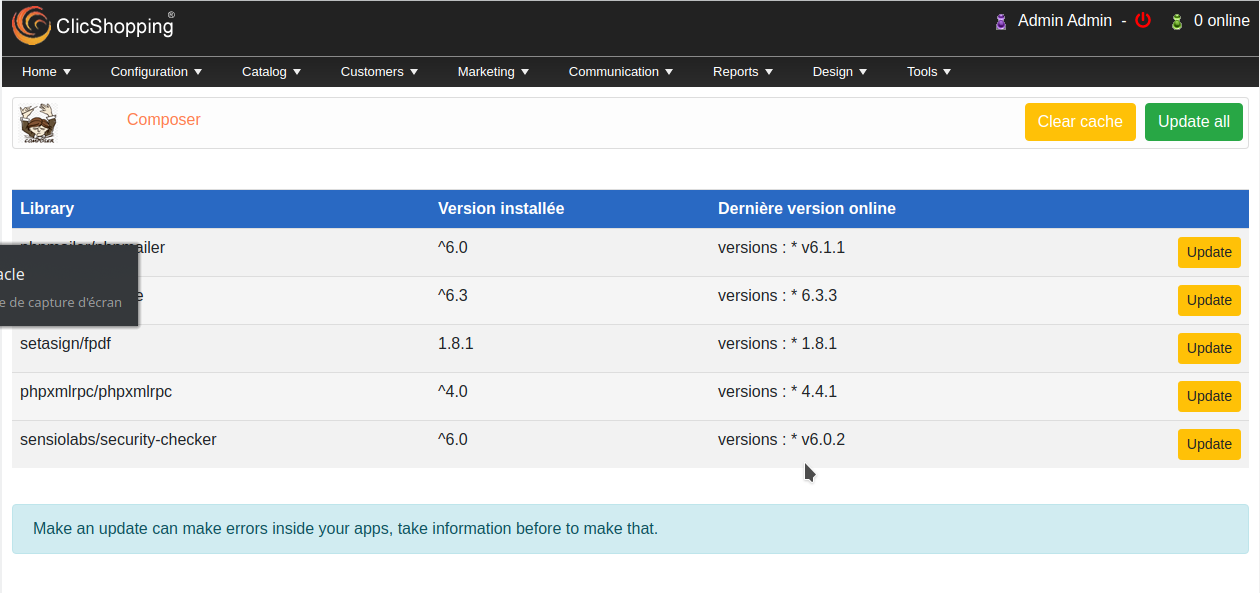 ClicShopping®
Admin Admin - 0 online
Home Configuration Catalog Customers Marketing Communication Reports Design Tools
Composer Clear cache Update all
Library Version installée Dernière version online
^6.0 versions : * v6.1.1 Update
acle
^6.3 versions : * 6.3.3 Update
e de capture d'écran
setasign/fpdf 1.8.1 versions : * 1.8.1 Update
phpxmlrpc/phpxmlrpc ^4.0 versions : * 4.4.1 Update
sensiolabs/security-checker ^6.0 versions : * v6.0.2 Update
Make an update can make errors inside your apps, take information before to make that.